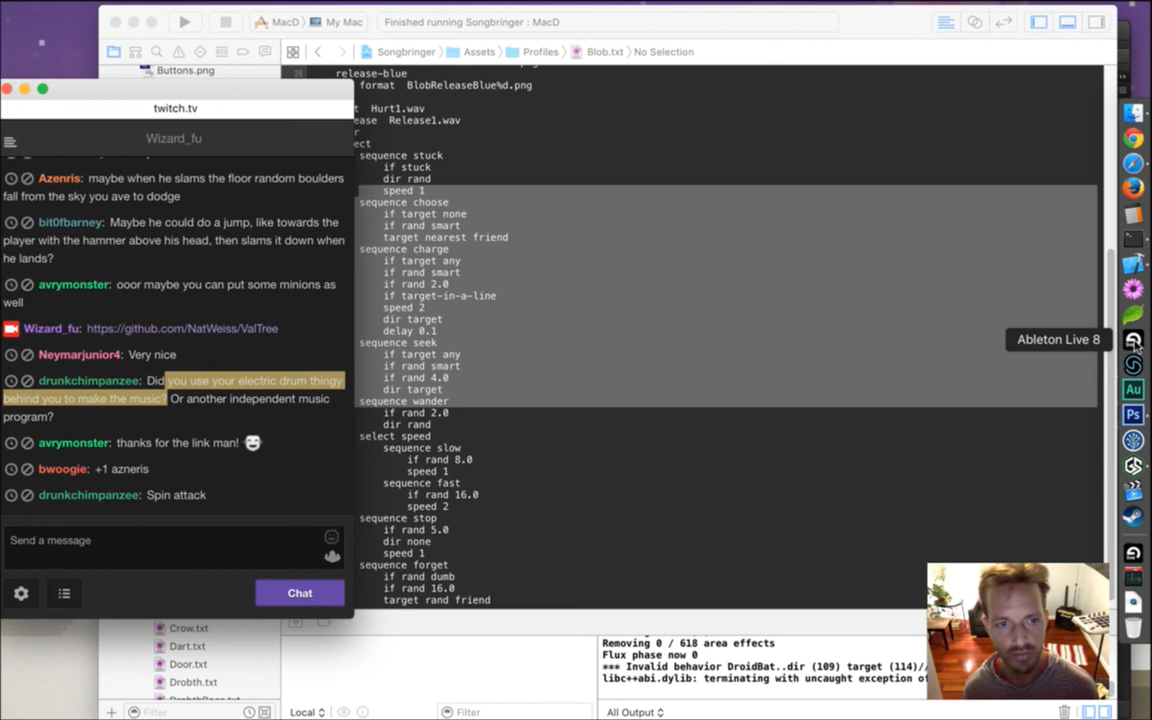 MacD
My Mac
Finished running Songbringer : MacD
Songbringer
Assets
Profiles
Blob.txt
No Selection
Buttons.png
25
release-blue
format BlobReleaseBlue%d.png
Hurt1.wav
Release1.wav
sequence stuck
if stuck
dir rand
speed 1
sequence choose
if target none
if rand smart
target nearest friend
sequence charge
if target any
if rand smart
if rand 2.0
if target-in-a-line
speed 2
dir target
delay 0.1
sequence seek
if target any
if rand smart
if rand 4.0
dir target
sequence wander
if rand 2.0
dir rand
select speed
sequence slow
if rand 8.0
speed 1
sequence fast
if rand 16.0
speed 2
sequence stop
if rand 5.0
dir none
speed 1
sequence forget
if rand dumb
if rand 16.0
target rand friend
twitch.tv
Wizard_fu
Azenris: maybe when he slams the floor random boulders
fall from the sky you ave to dodge
bit0fbarney: Maybe he could do a jump, like towards the
player with the hammer above his head, then slams it down when
he lands?
avrymonster: ooor maybe you can put some minions as
well
Wizard_fu: https://github.com/NatWeiss/ValTree
Neymarjunior4: Very nice
drunkchimpanzee: Did you use your electric drum thingy
behind you to make the music? Or another independent music
program?
avrymonster: thanks for the link man!
bwoogie: +1 azneris
drunkchimpanzee: Spin attack
Send a message
Chat
Crow.txt
Dart.txt
Door.txt
Drobth.txt
Filter
Local
Filter
All Output
Removing 0 / 618 area effects
Flux phase now 0
*** Invalid behavior DroidBat..dir (109) target (114)/
libc++abi.dylib: terminating with uncaught exception of
Ableton Live 8
Au
Ps